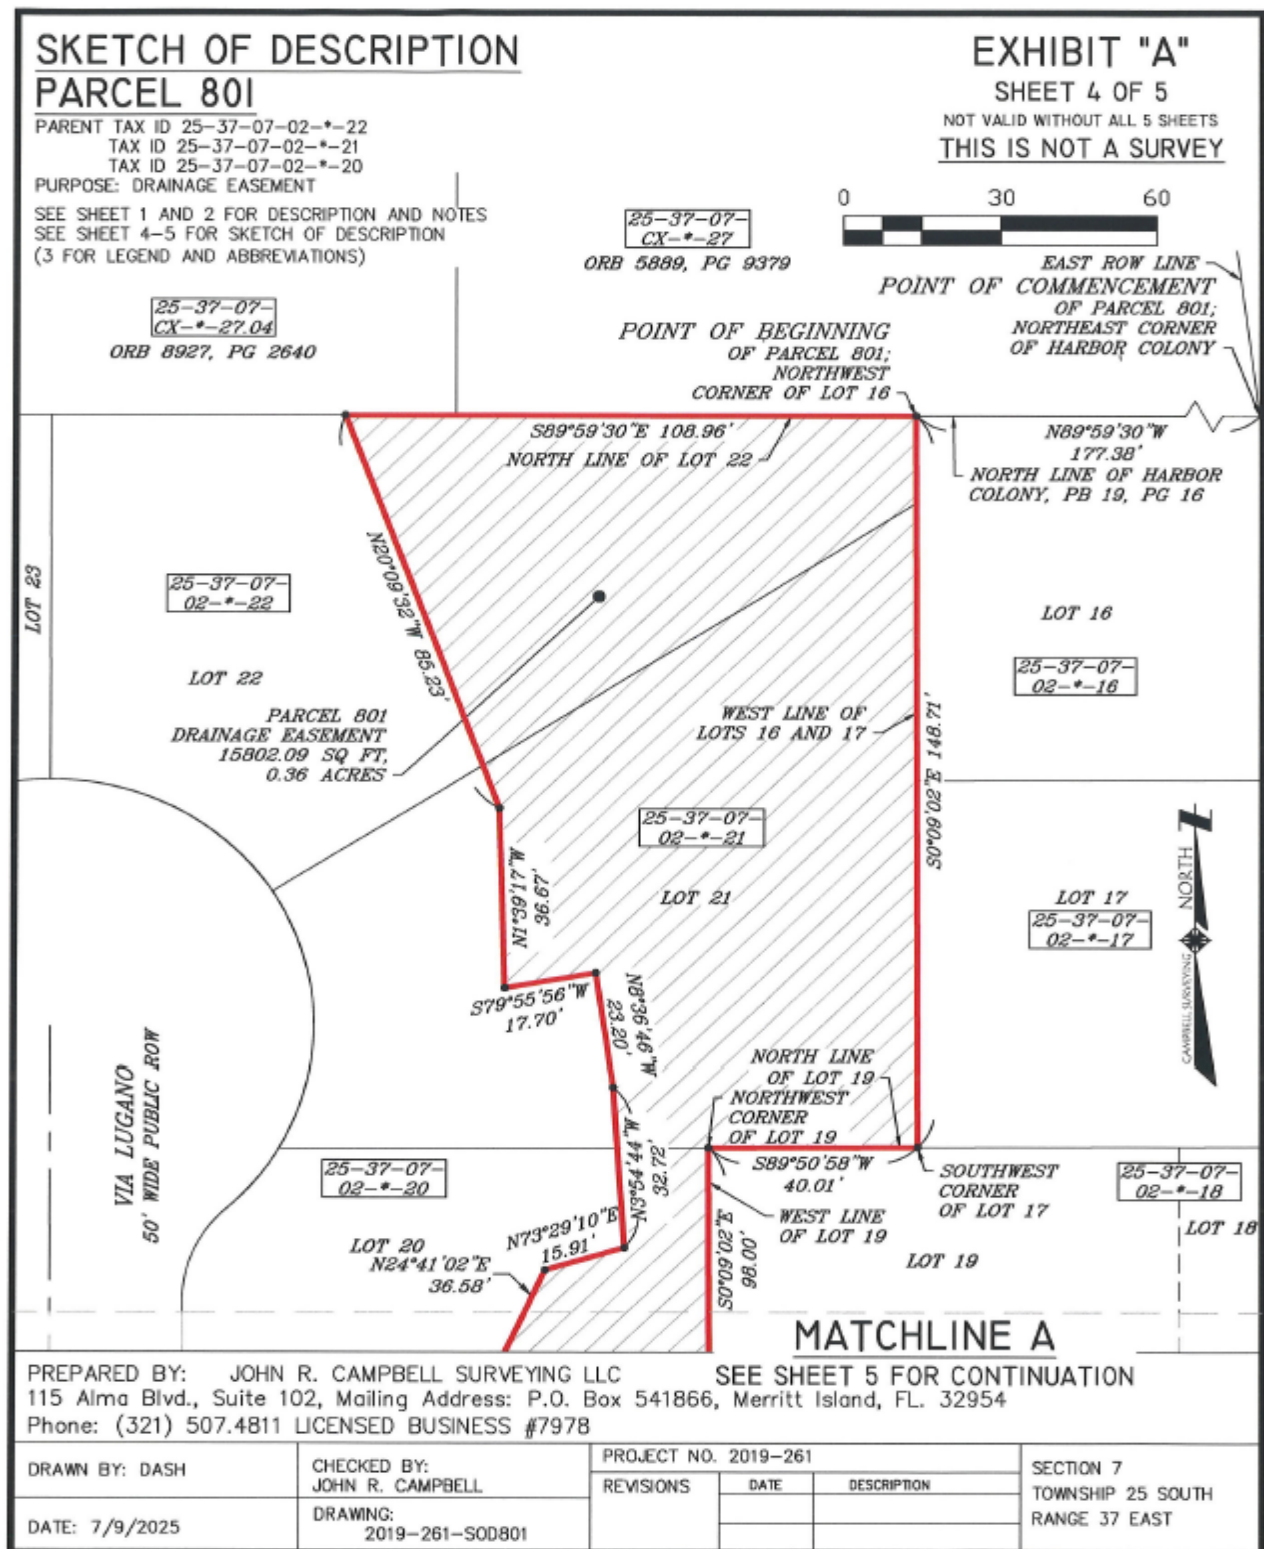 SKETCH OF DESCRIPTION
PARCEL 801
PARENT TAX ID 25-37-07-02-*-22
TAX ID 25-37-07-02-*-21
TAX ID 25-37-07-02-*-20
PURPOSE: DRAINAGE EASEMENT
SEE SHEET 1 AND 2 FOR DESCRIPTION AND NOTES
SEE SHEET 4-5 FOR SKETCH OF DESCRIPTION
(3 FOR LEGEND AND ABBREVIATIONS)
EXHIBIT "A"
SHEET 4 OF 5
NOT VALID WITHOUT ALL 5 SHEETS
THIS IS NOT A SURVEY
0 30 60
25-37-07-
CX-*-27
ORB 5889, PG 9379
25-37-07-
CX-*-27.04
ORB 8927, PG 2640
EAST ROW LINE
POINT OF COMMENCEMENT
OF PARCEL 801;
NORTHEAST CORNER
OF HARBOR COLONY
POINT OF BEGINNING
OF PARCEL 801;
NORTHWEST
CORNER OF LOT 16
S89°59'30"E 108.96'
NORTH LINE OF LOT 22
N89°59'30"W
177.38'
NORTH LINE OF HARBOR
COLONY, PB 19, PG 16
LOT 23
25-37-07-
02-*-22
LOT 22
N20°09'32"W 85.23'
PARCEL 801
DRAINAGE EASEMENT
15802.09 SQ FT,
0.36 ACRES
LOT 16
25-37-07-
02-*-16
WEST LINE OF
LOTS 16 AND 17
S0°09'02"E 148.71'
25-37-07-
02-*-21
LOT 21
N1°39'17"W
36.67'
LOT 17
25-37-07-
02-*-17
NORTH
CAMPBELL SURVEYING
S79°55'56"W
17.70'
N8°36'46"W
23.20'
VIA LUGANO
50' WIDE PUBLIC ROW
NORTH LINE
OF LOT 19
NORTHWEST
CORNER
OF LOT 19
S89°50'58"W
40.01'
N3°54'44"W
32.72'
25-37-07-
02-*-20
LOT 20
N73°29'10"E
15.91'
N24°41'02"E
36.58'
S0°09'02"E
98.00'
WEST LINE
OF LOT 19
SOUTHWEST
CORNER
OF LOT 17
25-37-07-
02-*-18
LOT 18
LOT 19
MATCHLINE A
SEE SHEET 5 FOR CONTINUATION
PREPARED BY: JOHN R. CAMPBELL SURVEYING LLC
115 Alma Blvd., Suite 102, Mailing Address: P.O. Box 541866, Merritt Island, FL. 32954
Phone: (321) 507.4811 LICENSED BUSINESS #7978
DRAWN BY: DASH
CHECKED BY:
JOHN R. CAMPBELL
PROJECT NO. 2019-261
REVISIONS DATE DESCRIPTION
SECTION 7
TOWNSHIP 25 SOUTH
RANGE 37 EAST
DATE: 7/9/2025
DRAWING:
2019-261-SOD801